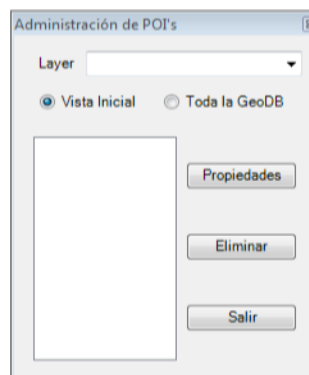 Administración de POI's
Layer
Vista Inicial Toda la GeoDB
Propiedades
Eliminar
Salir